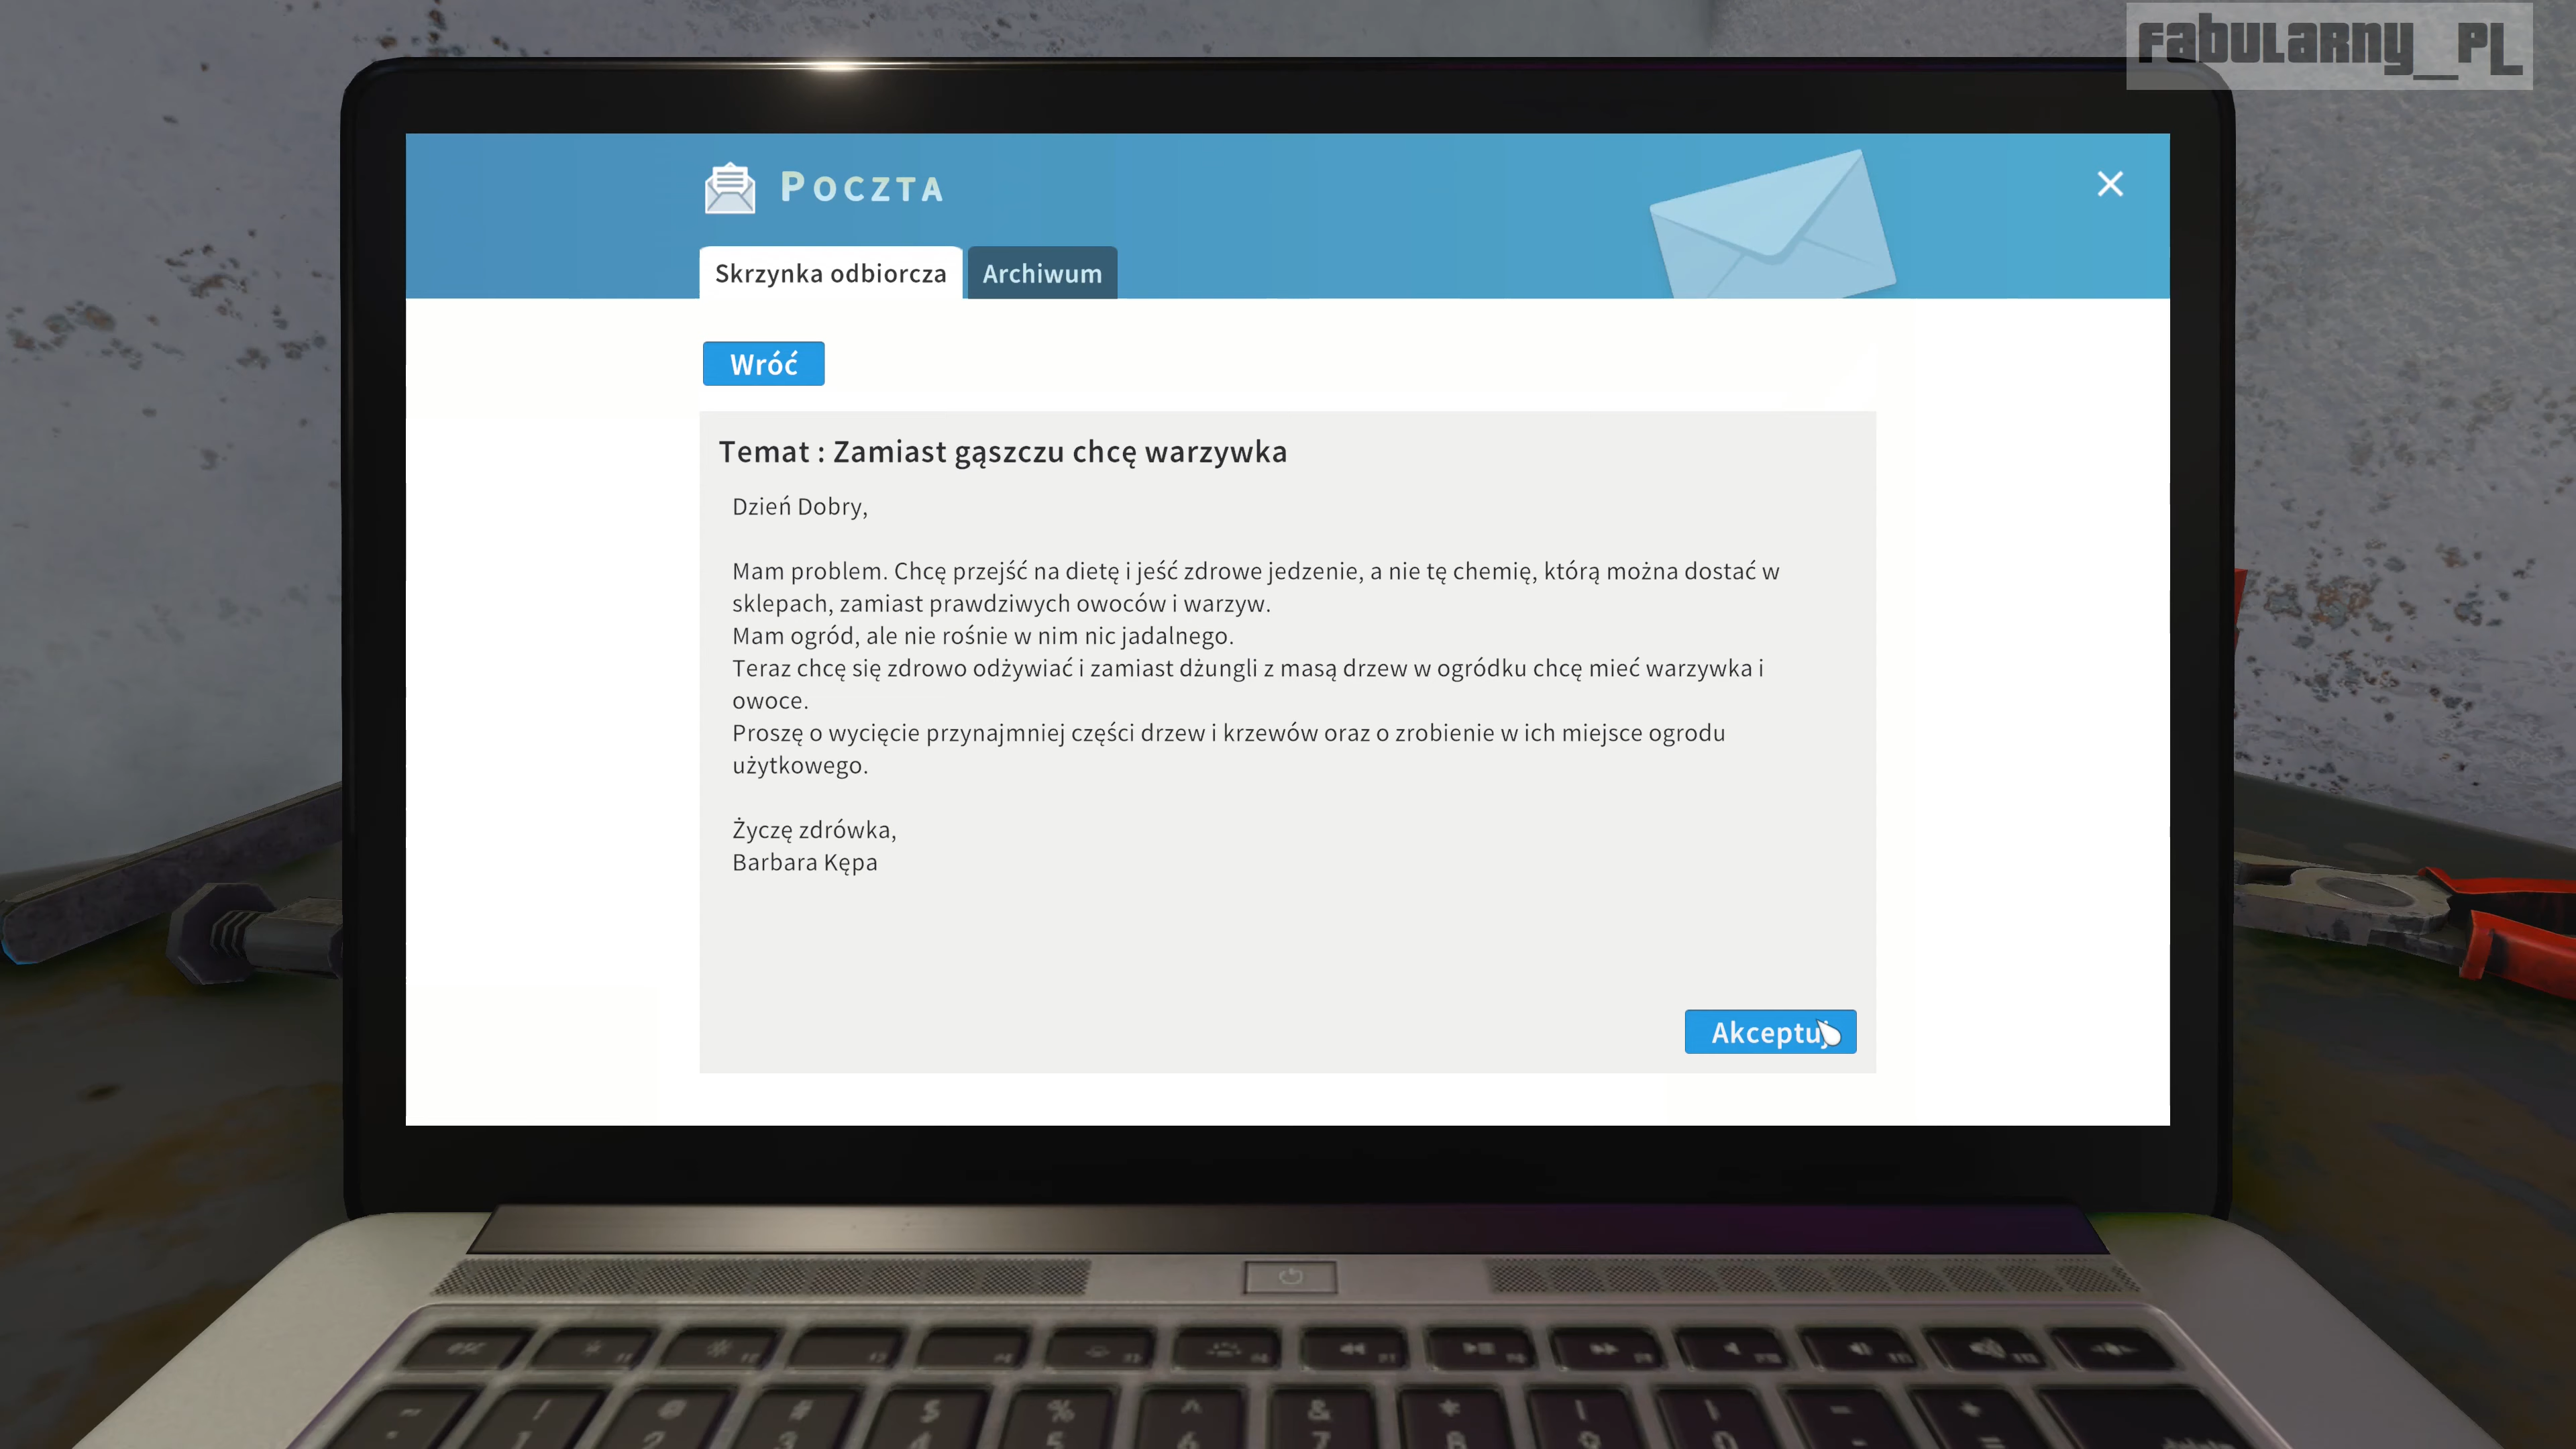 fabularny_PL
Poczta
Skrzynka odbiorcza
Archiwum
Wróć
Temat : Zamiast gąszczu chcę warzywka
Dzień Dobry,
Mam problem. Chcę przejść na dietę i jeść zdrowe jedzenie, a nie tę chemię, którą można dostać w
sklepach, zamiast prawdziwych owoców i warzyw.
Mam ogród, ale nie rośnie w nim nic jadalnego.
Teraz chcę się zdrowo odżywiać i zamiast dżungli z masą drzew w ogródku chcę mieć warzywka i
owoce.
Proszę o wycięcie przynajmniej części drzew i krzewów oraz o zrobienie w ich miejsce ogrodu
użytkowego.
Życzę zdrówka,
Barbara Kępa
Akceptuj